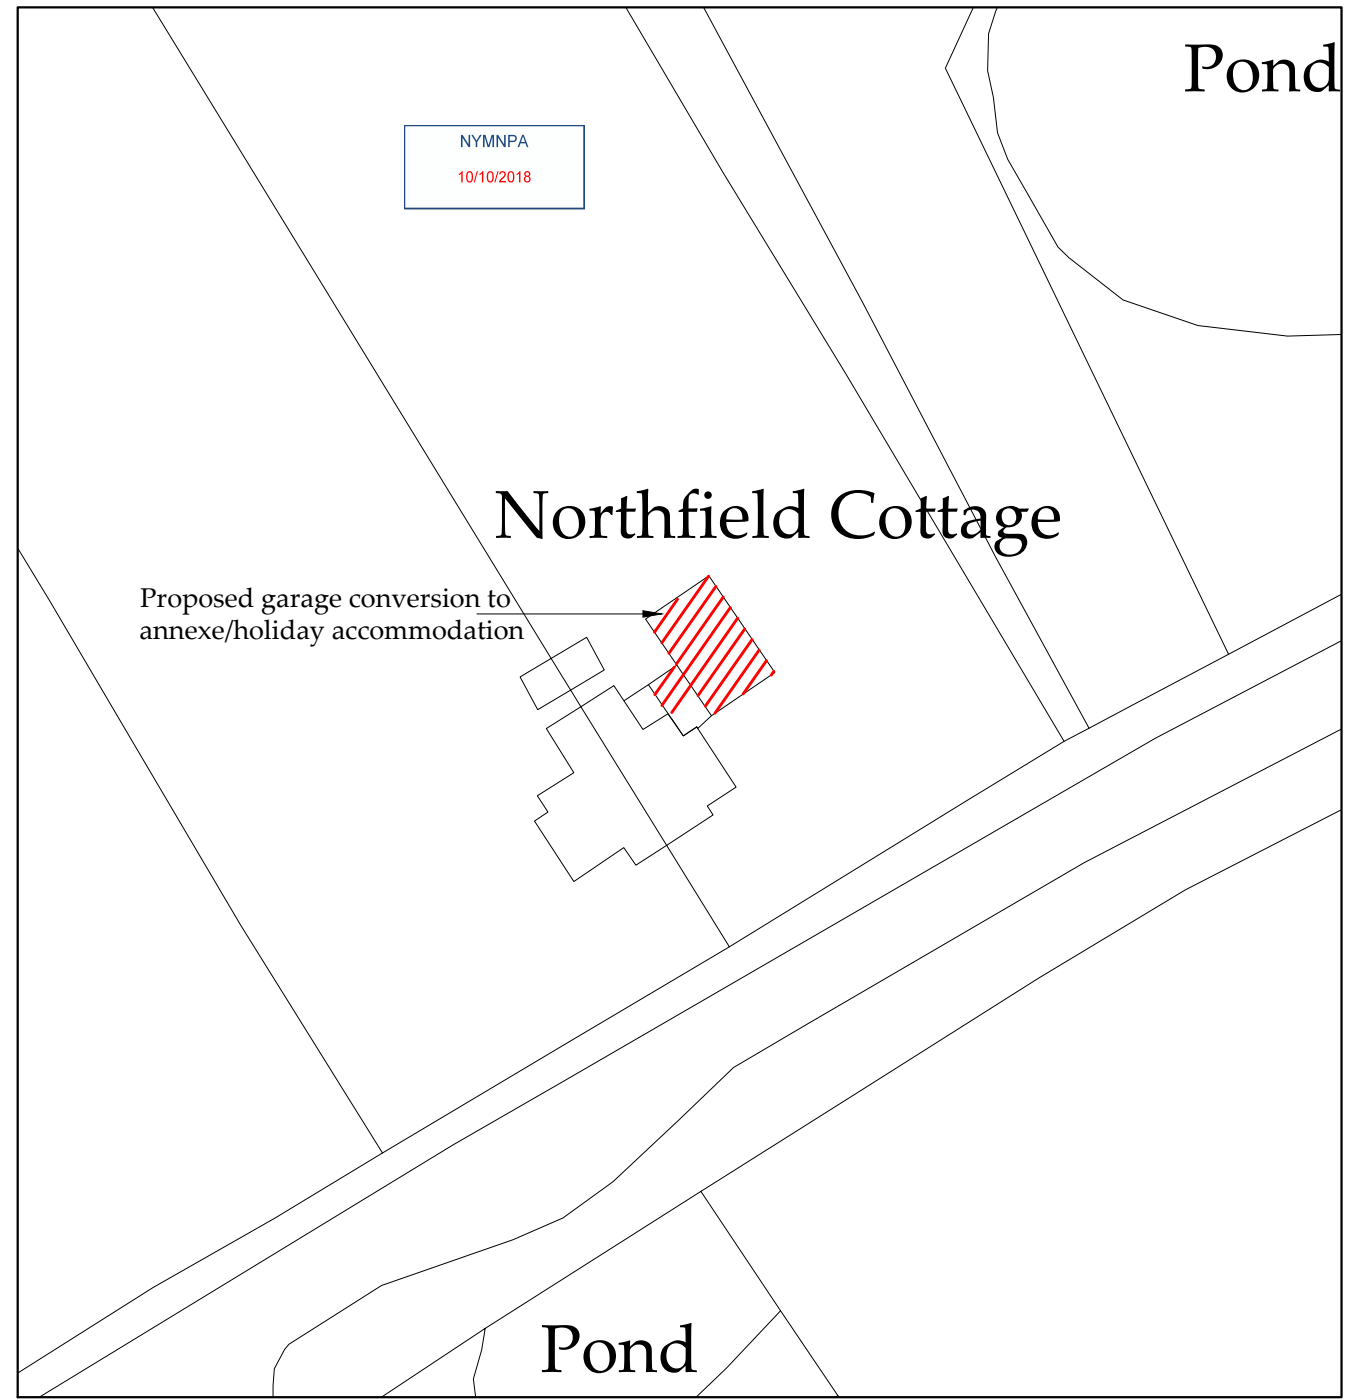 Pond
NYMNPA
10/10/2018
Northfield Cottage
Proposed garage conversion to
annexe/holiday accommodation
Pond